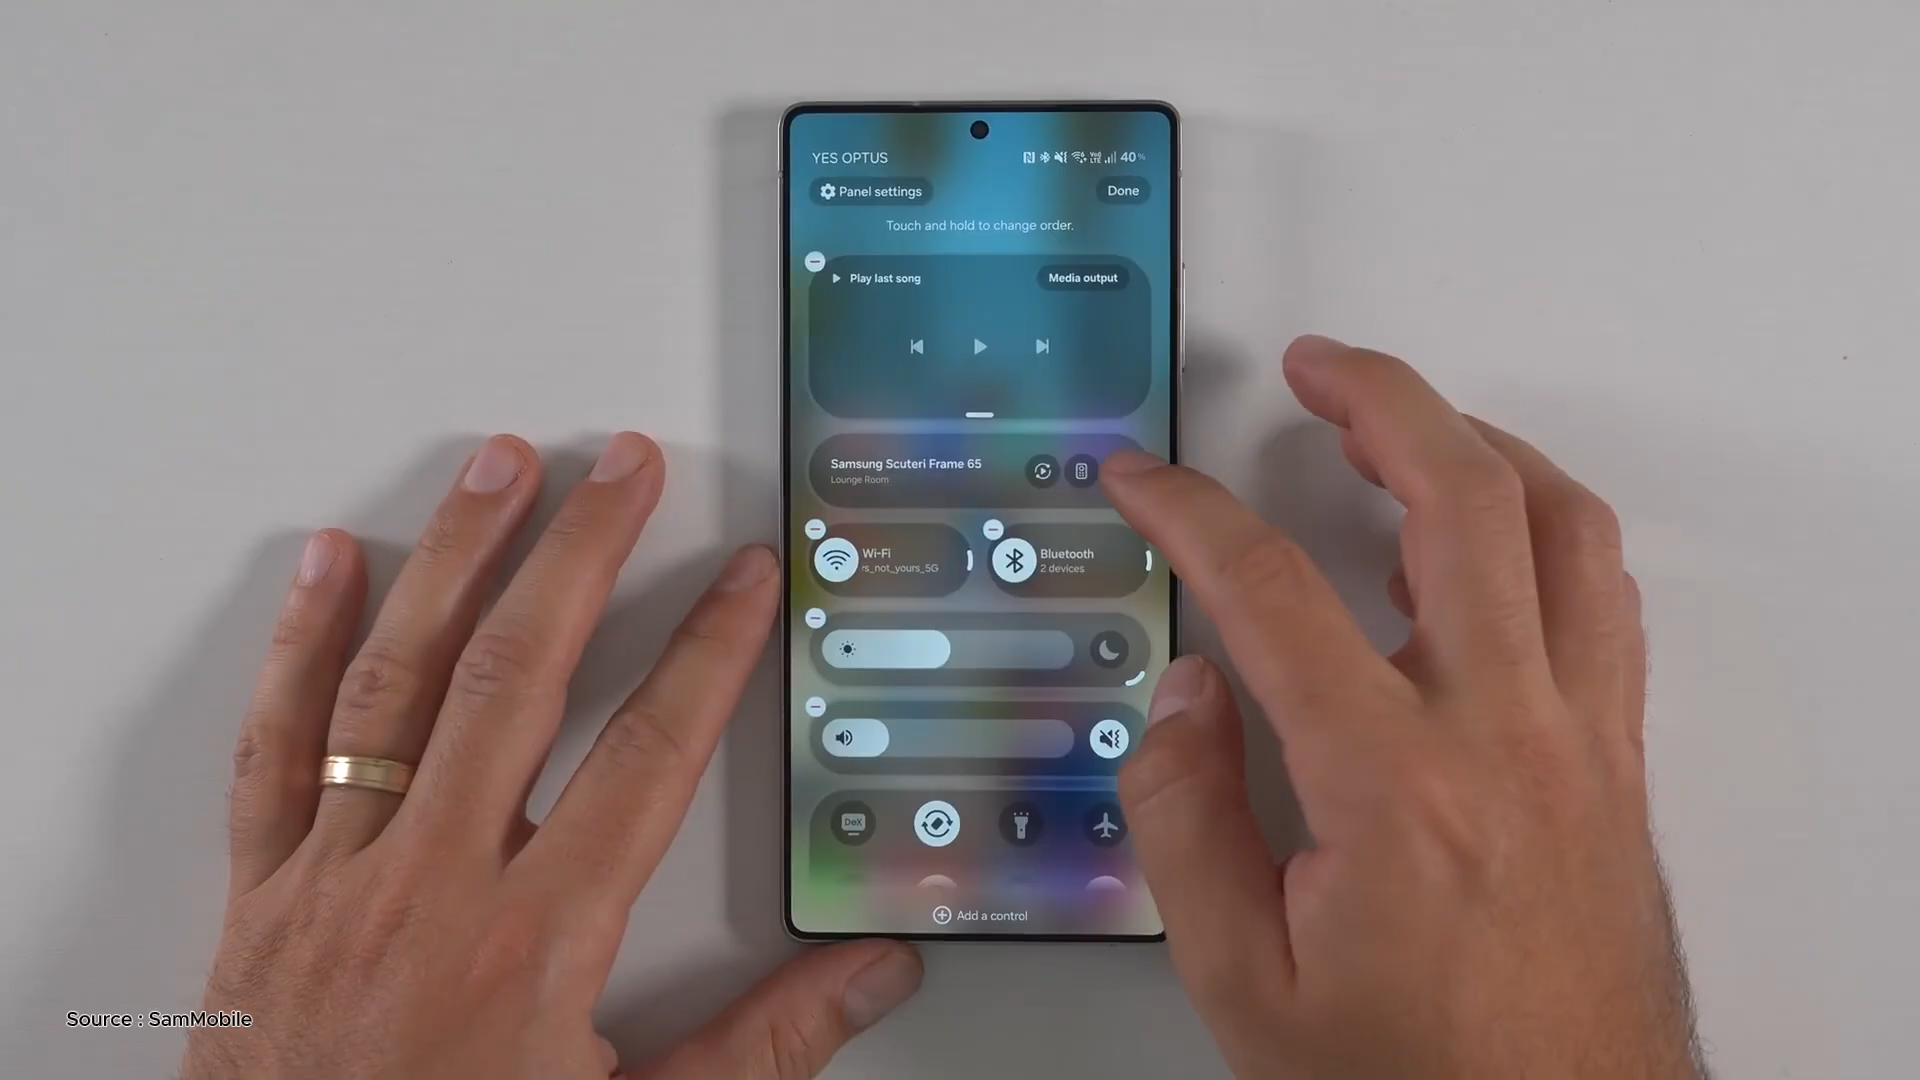 YES OPTUS
40%
Panel settings
Done
Touch and hold to change order.
Play last song
Media output
Samsung Scuteri Frame 65
Lounge Room
Wi-Fi
rs_not_yours_5G
Bluetooth
2 devices
DeX
Add a control
Source : SamMobile